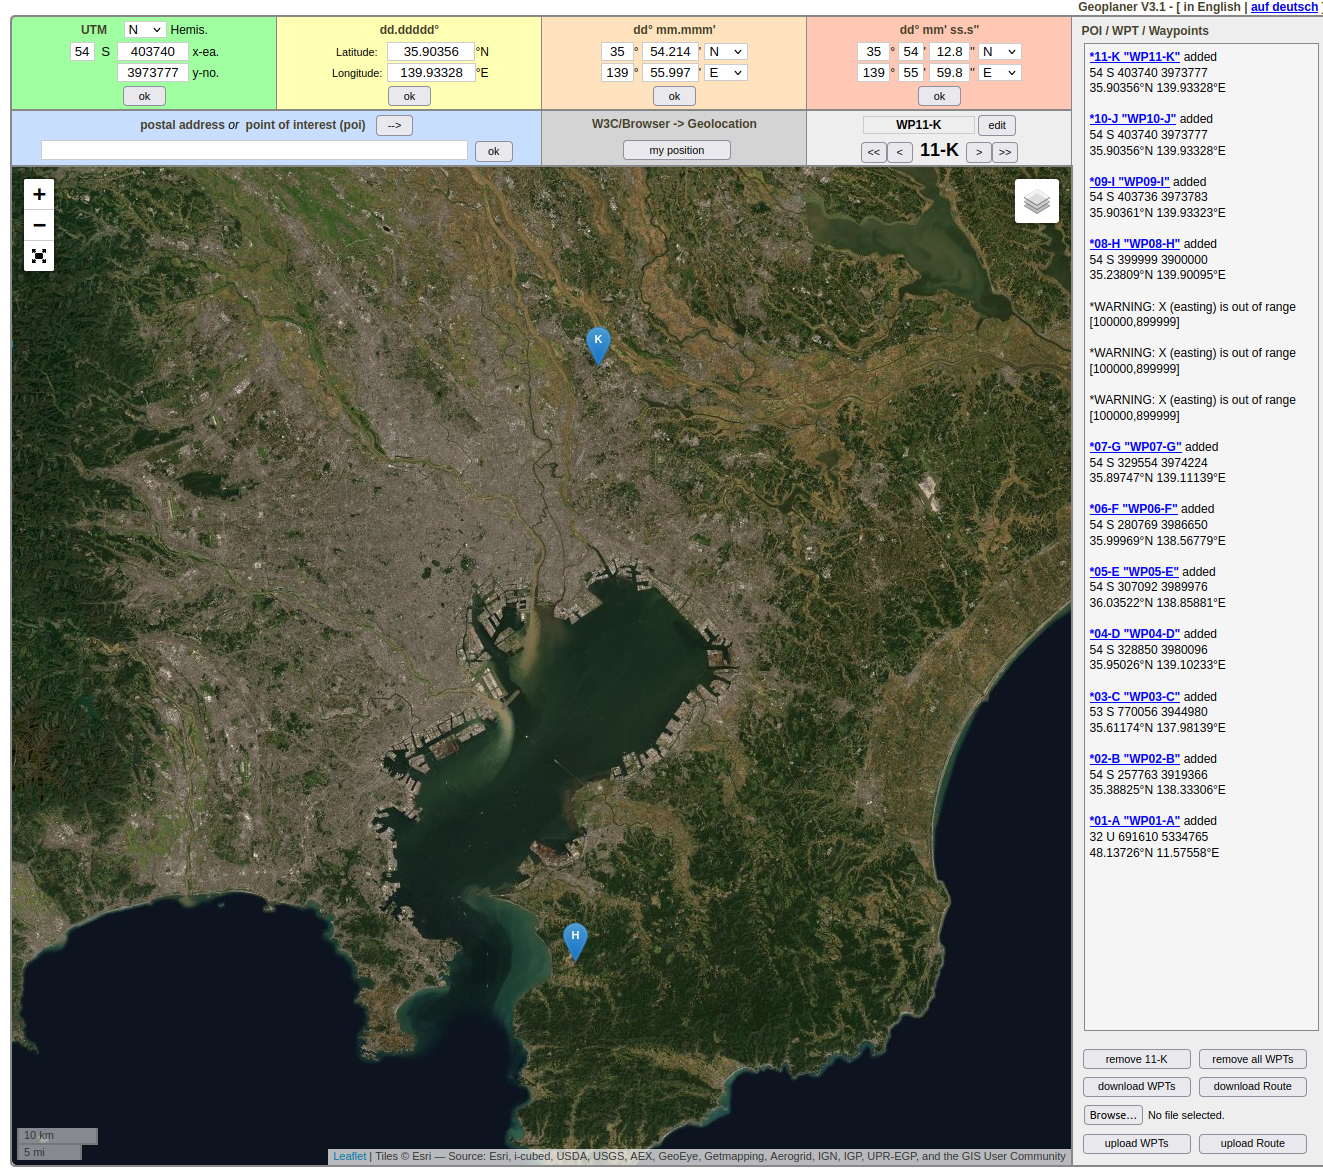 Geoplaner V3.1 - [ in English | auf deutsch ]
UTM N Hemis.
54 S 403740 x-ea.
3973777 y-no.
ok
dd.ddddd°
Latitude: 35.90356 °N
Longitude: 139.93328 °E
ok
dd° mm.mmm'
35 ° 54.214 ' N
139 ° 55.997 ' E
ok
dd° mm' ss.s''
35 ° 54 ' 12.8 '' N
139 ° 55 ' 59.8 '' E
ok
postal address or point of interest (poi) -->
ok
W3C/Browser -> Geolocation
my position
WP11-K edit
<< < 11-K > >>
+
−
K
H
10 km
5 mi
Leaflet | Tiles © Esri — Source: Esri, i-cubed, USDA, USGS, AEX, GeoEye, Getmapping, Aerogrid, IGN, IGP, UPR-EGP, and the GIS User Community
POI / WPT / Waypoints
*11-K "WP11-K" added
54 S 403740 3973777
35.90356°N 139.93328°E
*10-J "WP10-J" added
54 S 403740 3973777
35.90356°N 139.93328°E
*09-I "WP09-I" added
54 S 403736 3973783
35.90361°N 139.93323°E
*08-H "WP08-H" added
54 S 399999 3900000
35.23809°N 139.90095°E
*WARNING: X (easting) is out of range
[100000,899999]
*WARNING: X (easting) is out of range
[100000,899999]
*WARNING: X (easting) is out of range
[100000,899999]
*07-G "WP07-G" added
54 S 329554 3974224
35.89747°N 139.11139°E
*06-F "WP06-F" added
54 S 280769 3986650
35.99969°N 138.56779°E
*05-E "WP05-E" added
54 S 307092 3989976
36.03522°N 138.85881°E
*04-D "WP04-D" added
54 S 328850 3980096
35.95026°N 139.10233°E
*03-C "WP03-C" added
53 S 770056 3944980
35.61174°N 137.98139°E
*02-B "WP02-B" added
54 S 257763 3919366
35.38825°N 138.33306°E
*01-A "WP01-A" added
32 U 691610 5334765
48.13726°N 11.57558°E
remove 11-K remove all WPTs
download WPTs download Route
Browse... No file selected.
upload WPTs upload Route